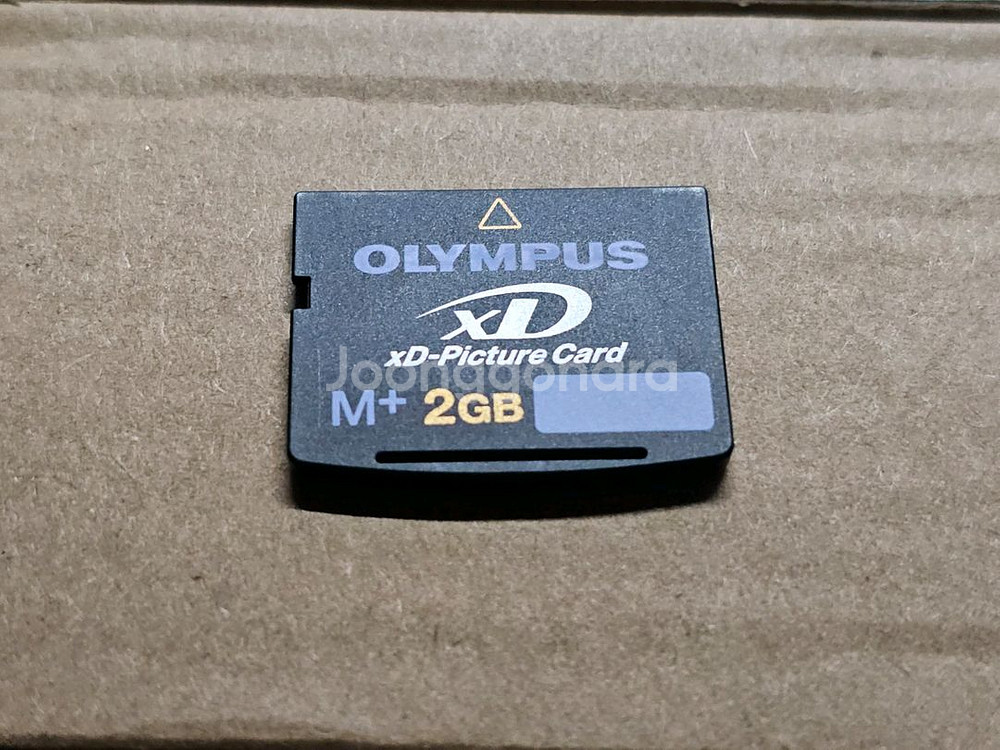 OLYMPUS
xD
xD-Picture Card
Joonggonara
M+ 2GB